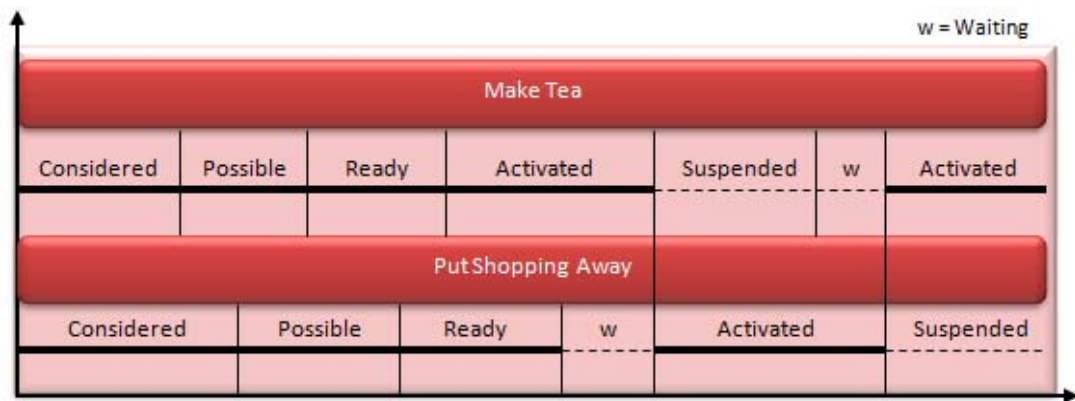 w = Waiting
Make Tea
Considered Possible Ready Activated Suspended w Activated
Put Shopping Away
Considered Possible Ready w Activated Suspended